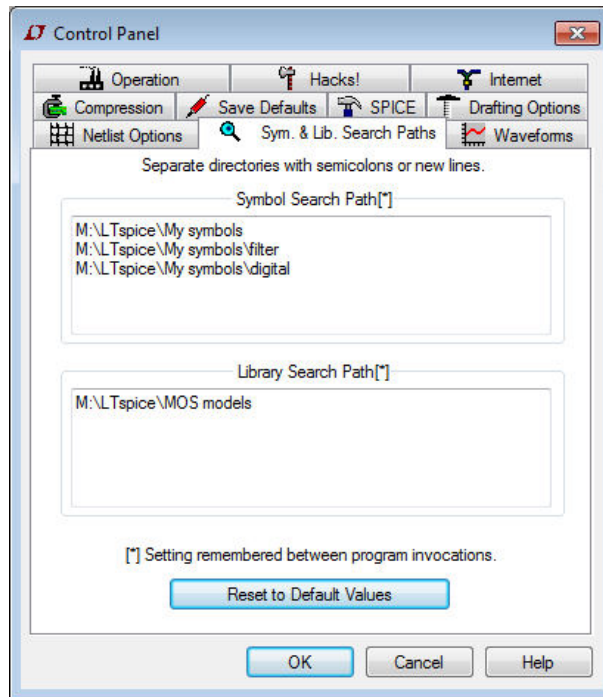 Control Panel
Operation
Hacks!
Internet
Compression
Save Defaults
SPICE
Drafting Options
Netlist Options
Sym. & Lib. Search Paths
Waveforms
Separate directories with semicolons or new lines.
Symbol Search Path[*]
M:\LTspice\My symbols
M:\LTspice\My symbols\filter
M:\LTspice\My symbols\digital
Library Search Path[*]
M:\LTspice\MOS models
[*] Setting remembered between program invocations.
Reset to Default Values
OK
Cancel
Help